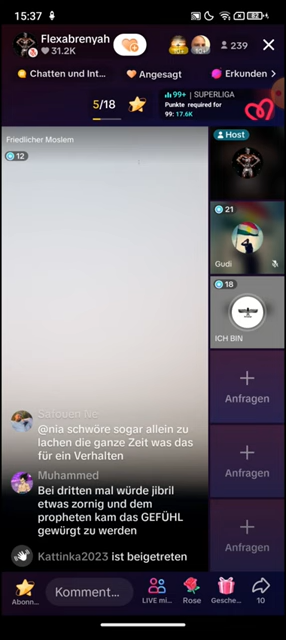 15:37
82
Flexabrenyah
31.2K
239
Chatten und Int...
Angesagt
Erkunden
5/18
99+ | SUPERLIGA
Punkte required for
99: 17.6K
Friedlicher Moslem
12
Host
21
Gudi
18
ICH BIN
Anfragen
Anfragen
Anfragen
@nia schwöre sogar allein zu
lachen die ganze Zeit was das
für ein Verhalten
Muhammed
Bei dritten mal würde jibril
etwas zornig und dem
propheten kam das GEFÜHL
gewürgt zu werden
Kattinka2023 ist beigetreten
Abonn...
Komment...
LIVE mi...
Rose
Gesche...
10